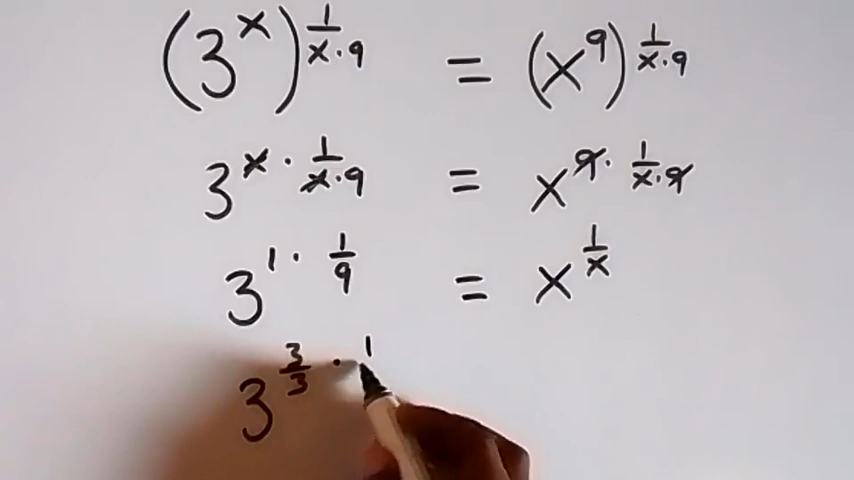 (3^x)^(1/(x·9)) = (x^9)^(1/(x·9))
3^(x · 1/(x·9)) = x^(9 · 1/(x·9))
3^(1 · 1/9) = x^(1/x)
3^(3/3 · 1